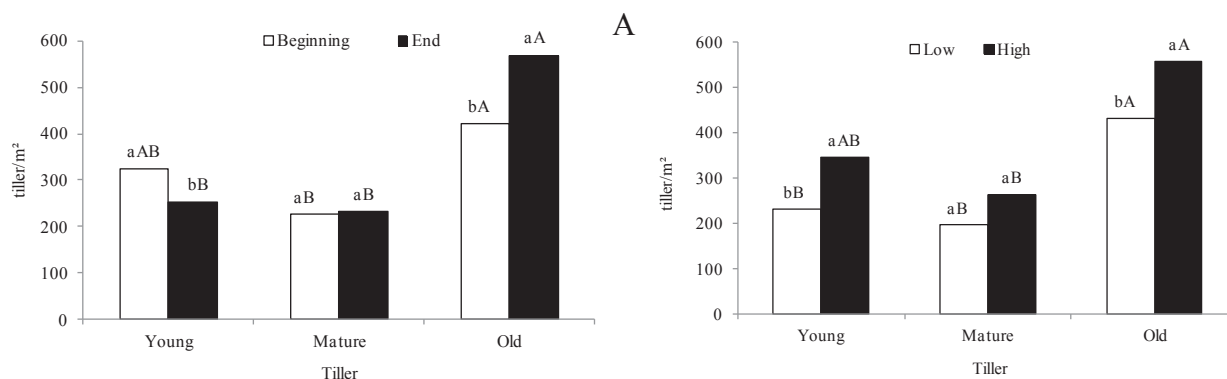 A
Beginning End
600
500
400
300
200
100
0
tiller/m²
aAB
bB
aB
aB
bA
aA
Young Mature Old
Tiller
Low High
600
500
400
300
200
100
0
tiller/m²
bB
aAB
aB
aB
bA
aA
Young Mature Old
Tiller